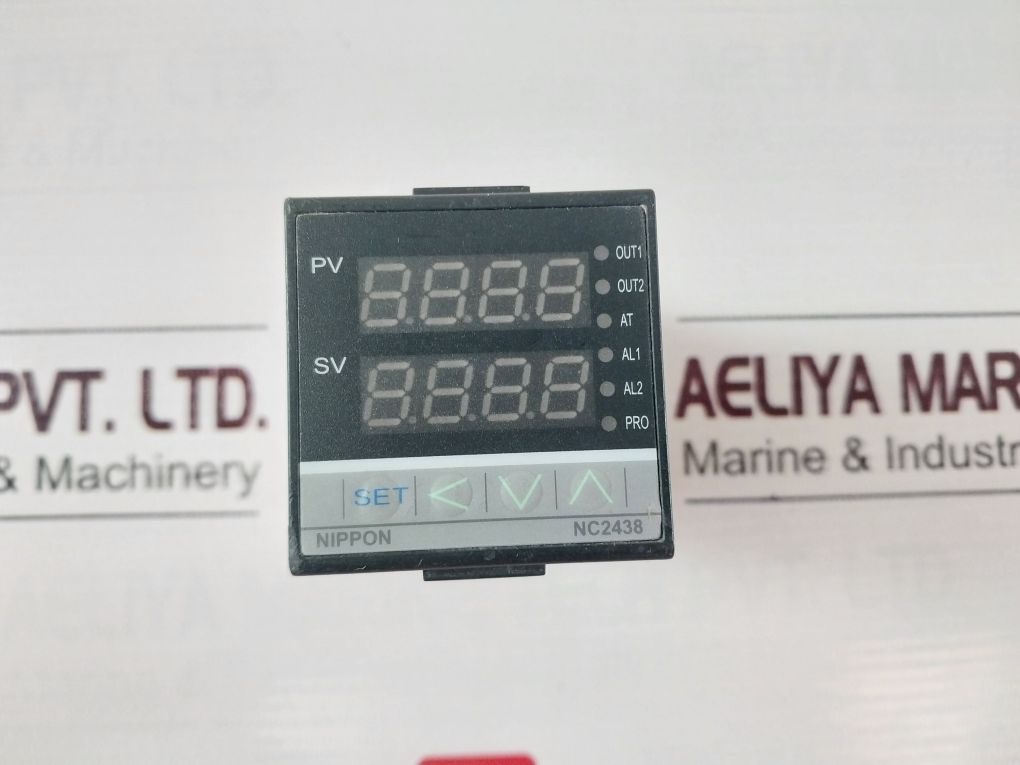 PV
OUT1
OUT2
AT
SV
AL1
AL2
PRO
SET
NIPPON
NC2438
PVT. LTD.
& Machinery
AELIYA MAR
Marine & Industr